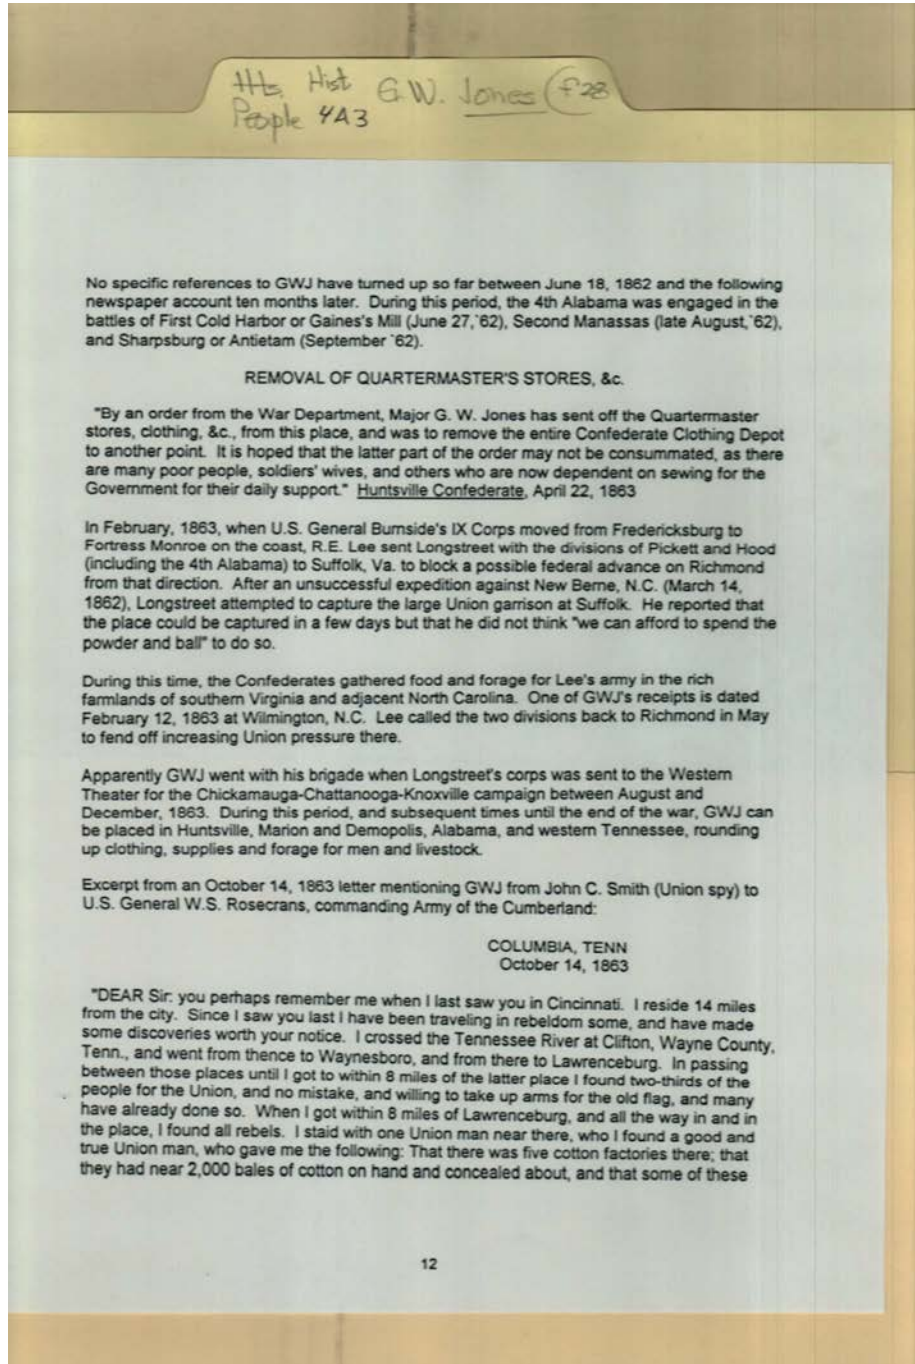 Hts. Hist G.W. Jones (f28
People 4A3
No specific references to GWJ have turned up so far between June 18, 1862 and the following
newspaper account ten months later. During this period, the 4th Alabama was engaged in the
battles of First Cold Harbor or Gaines's Mill (June 27,`62), Second Manassas (late August,`62),
and Sharpsburg or Antietam (September `62).
REMOVAL OF QUARTERMASTER'S STORES, &c.
"By an order from the War Department, Major G. W. Jones has sent off the Quartermaster
stores, clothing, &c., from this place, and was to remove the entire Confederate Clothing Depot
to another point. It is hoped that the latter part of the order may not be consummated, as there
are many poor people, soldiers' wives, and others who are now dependent on sewing for the
Government for their daily support." Huntsville Confederate, April 22, 1863
In February, 1863, when U.S. General Burnside's IX Corps moved from Fredericksburg to
Fortress Monroe on the coast, R.E. Lee sent Longstreet with the divisions of Pickett and Hood
(including the 4th Alabama) to Suffolk, Va. to block a possible federal advance on Richmond
from that direction. After an unsuccessful expedition against New Berne, N.C. (March 14,
1862), Longstreet attempted to capture the large Union garrison at Suffolk. He reported that
the place could be captured in a few days but that he did not think "we can afford to spend the
powder and ball" to do so.
During this time, the Confederates gathered food and forage for Lee's army in the rich
farmlands of southern Virginia and adjacent North Carolina. One of GWJ's receipts is dated
February 12, 1863 at Wilmington, N.C. Lee called the two divisions back to Richmond in May
to fend off increasing Union pressure there.
Apparently GWJ went with his brigade when Longstreet's corps was sent to the Western
Theater for the Chickamauga-Chattanooga-Knoxville campaign between August and
December, 1863. During this period, and subsequent times until the end of the war, GWJ can
be placed in Huntsville, Marion and Demopolis, Alabama, and western Tennessee, rounding
up clothing, supplies and forage for men and livestock.
Excerpt from an October 14, 1863 letter mentioning GWJ from John C. Smith (Union spy) to
U.S. General W.S. Rosecrans, commanding Army of the Cumberland:
COLUMBIA, TENN
October 14, 1863
"DEAR Sir: you perhaps remember me when I last saw you in Cincinnati. I reside 14 miles
from the city. Since I saw you last I have been traveling in rebeldom some, and have made
some discoveries worth your notice. I crossed the Tennessee River at Clifton, Wayne County,
Tenn., and went from thence to Waynesboro, and from there to Lawrenceburg. In passing
between those places until I got to within 8 miles of the latter place I found two-thirds of the
people for the Union, and no mistake, and willing to take up arms for the old flag, and many
have already done so. When I got within 8 miles of Lawrenceburg, and all the way in and in
the place, I found all rebels. I staid with one Union man near there, who I found a good and
true Union man, who gave me the following: That there was five cotton factories there; that
they had near 2,000 bales of cotton on hand and concealed about, and that some of these
12